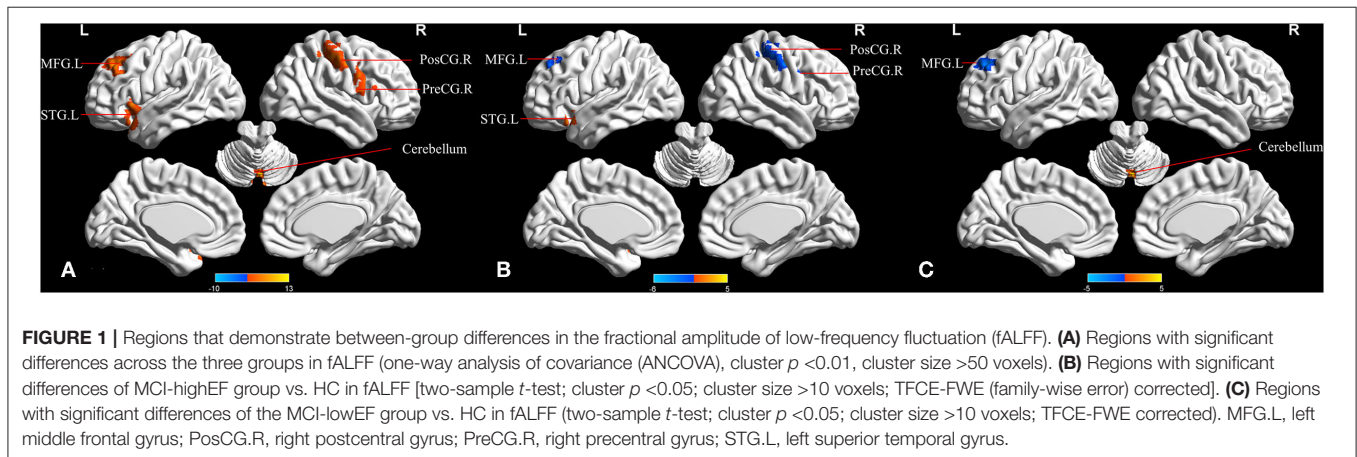 L R L R L R
MFG.L PosCG.R MFG.L PosCG.R MFG.L
PreCG.R PreCG.R
STG.L STG.L
Cerebellum Cerebellum
A B C
-10 13 -6 5 -5 5
FIGURE 1 | Regions that demonstrate between-group differences in the fractional amplitude of low-frequency fluctuation (fALFF). (A) Regions with significant
differences across the three groups in fALFF (one-way analysis of covariance (ANCOVA), cluster p <0.01, cluster size >50 voxels). (B) Regions with significant
differences of MCI-highEF group vs. HC in fALFF [two-sample t-test; cluster p <0.05; cluster size >10 voxels; TFCE-FWE (family-wise error) corrected]. (C) Regions
with significant differences of the MCI-lowEF group vs. HC in fALFF (two-sample t-test; cluster p <0.05; cluster size >10 voxels; TFCE-FWE corrected). MFG.L, left
middle frontal gyrus; PosCG.R, right postcentral gyrus; PreCG.R, right precentral gyrus; STG.L, left superior temporal gyrus.